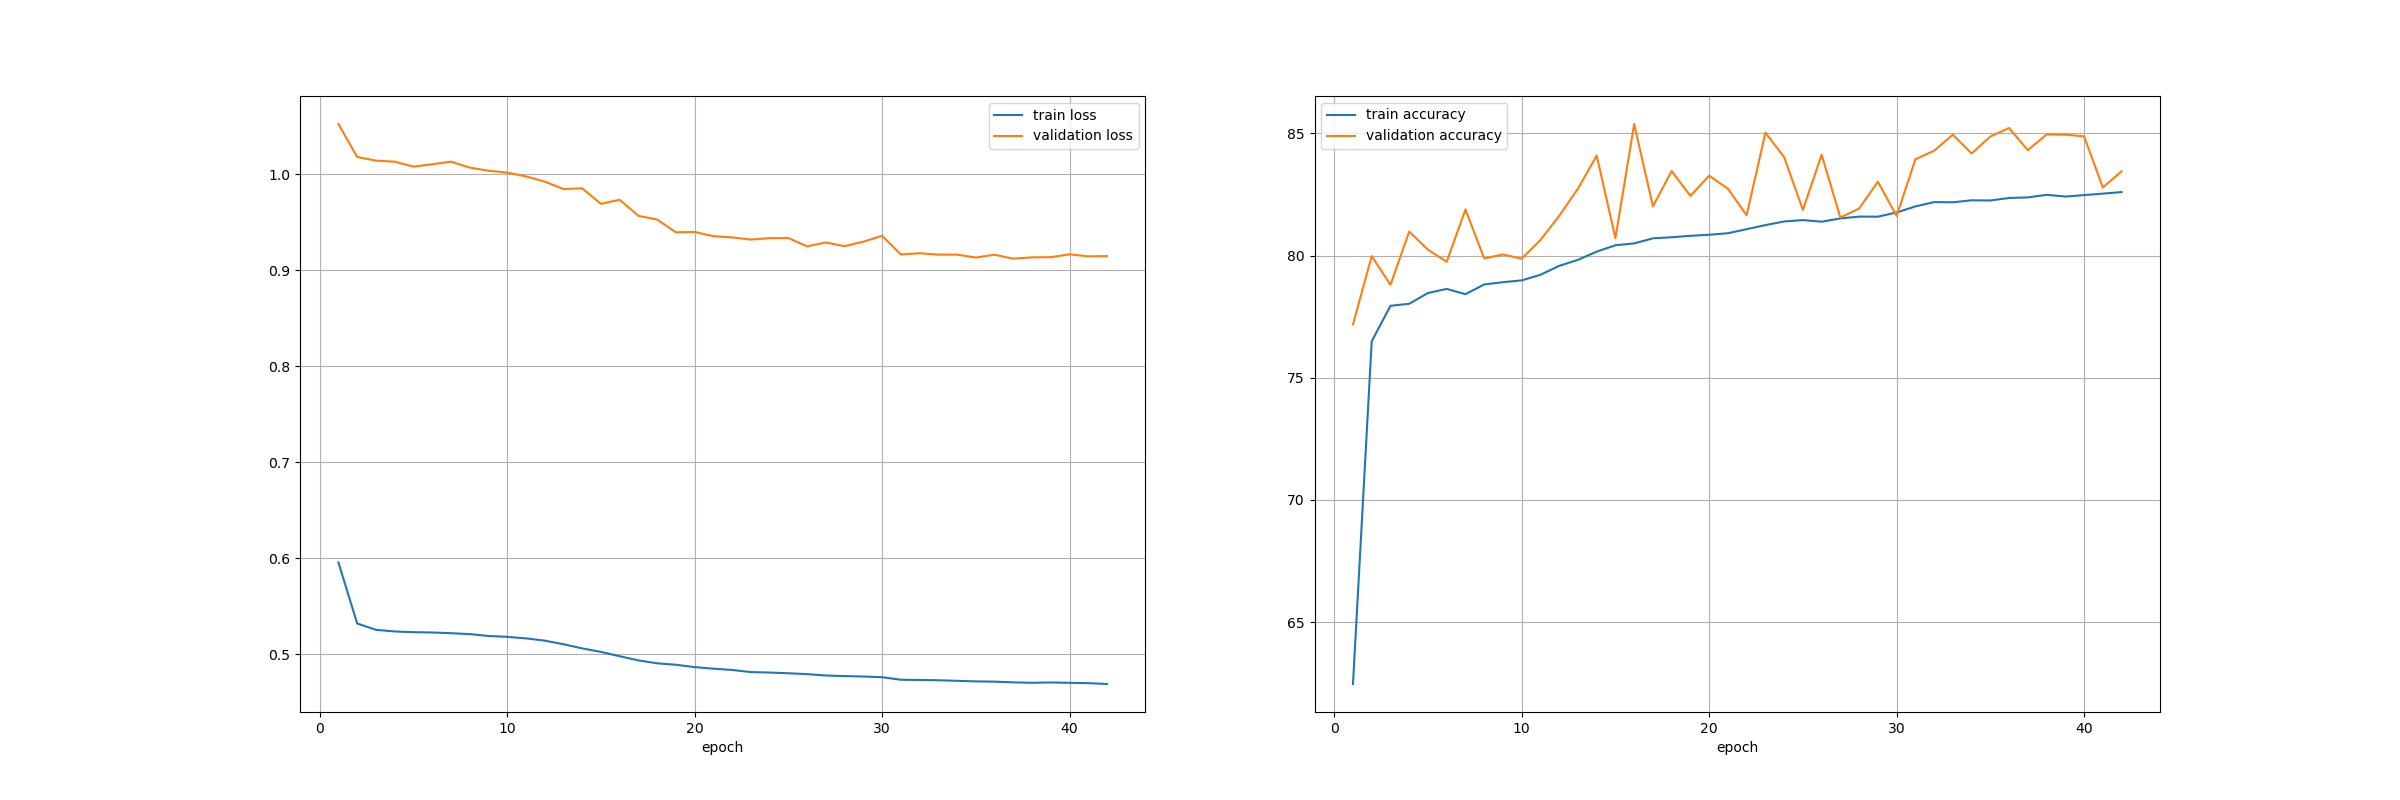 train loss
validation loss
1.0
0.9
0.8
0.7
0.6
0.5
0 10 20 30 40
epoch
train accuracy
validation accuracy
85
80
75
70
65
0 10 20 30 40
epoch